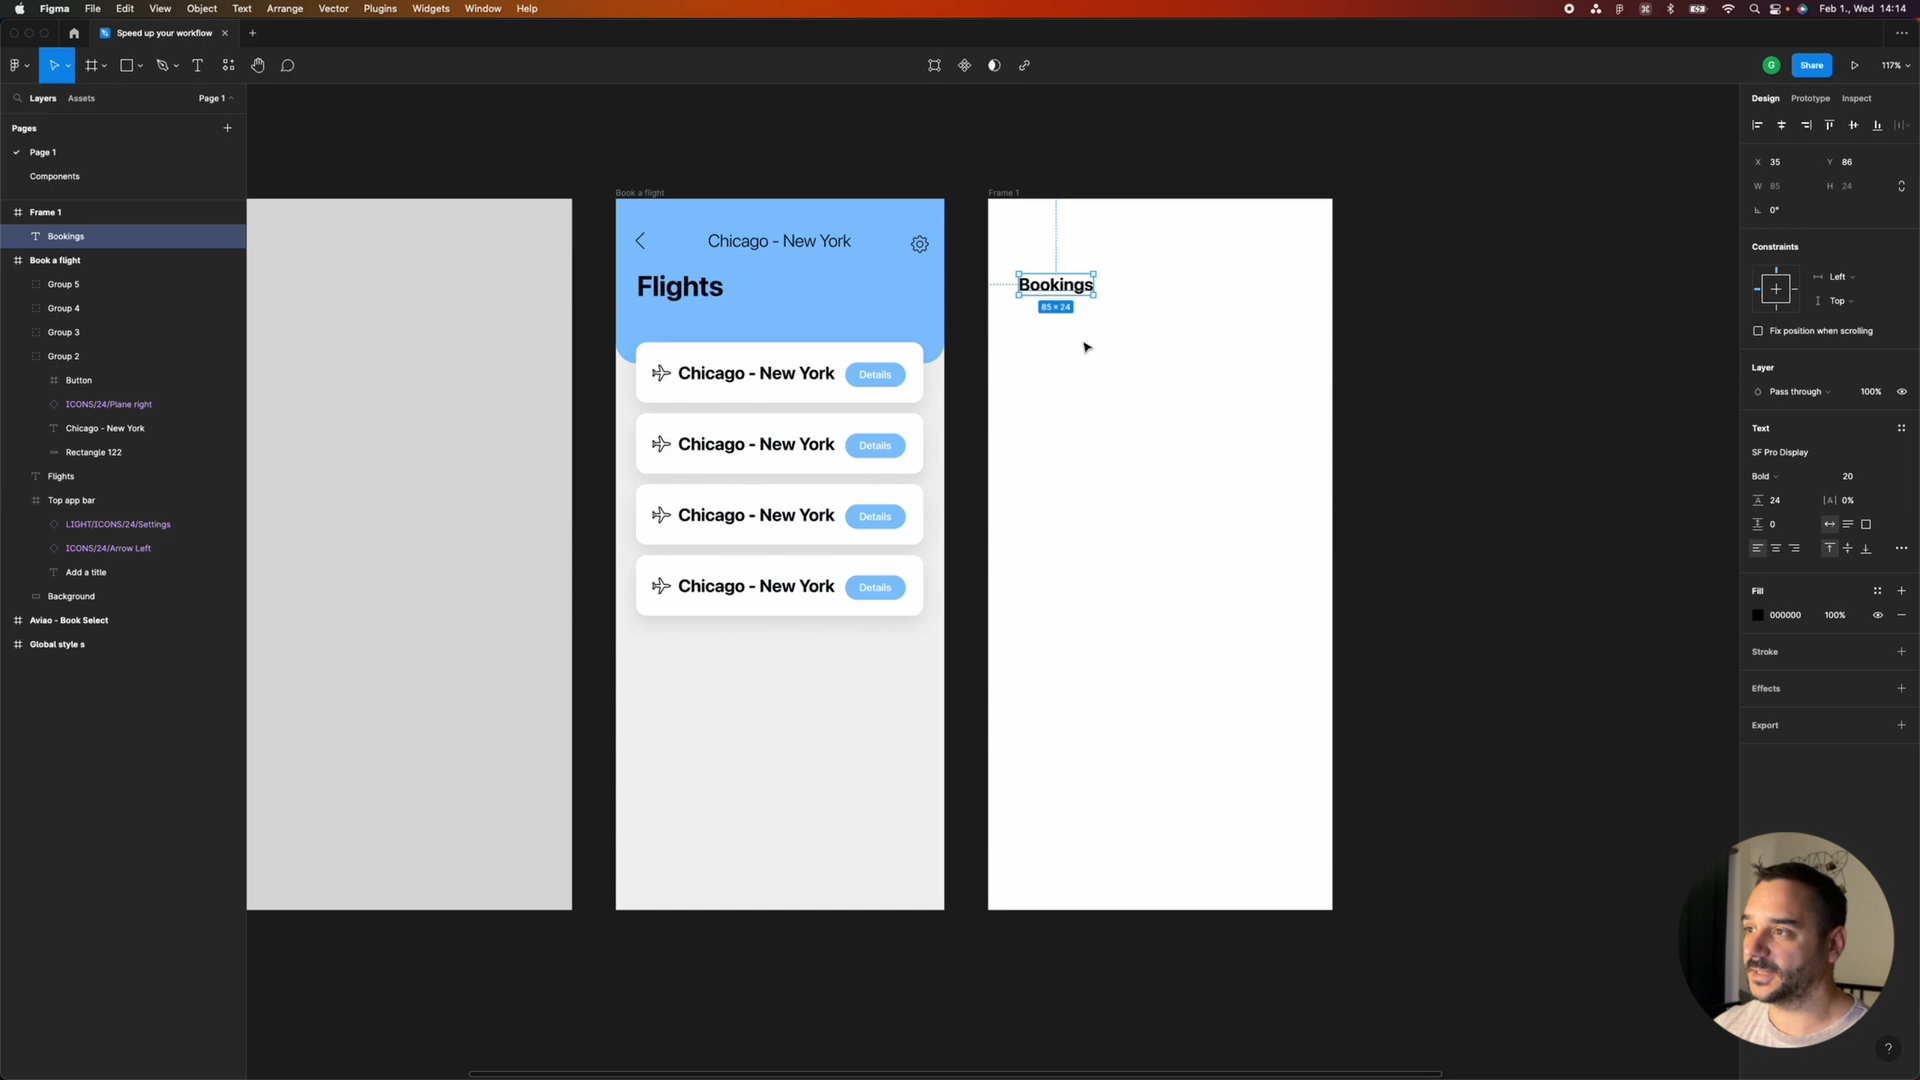 Figma File Edit View Object Text Arrange Vector Plugins Widgets Window Help Feb 1., Wed 14:14
Speed up your workflow
G Share 117%
Layers Assets Page 1
Pages
Page 1
Components
Frame 1
Bookings
Book a flight
Group 5
Group 4
Group 3
Group 2
Button
ICONS/24/Plane right
Chicago - New York
Rectangle 122
Flights
Top app bar
LIGHT/ICONS/24/Settings
ICONS/24/Arrow Left
Add a title
Background
Aviao - Book Select
Global style s
Book a flight
Chicago - New York
Flights
Chicago - New York Details
Chicago - New York Details
Chicago - New York Details
Chicago - New York Details
Frame 1
Bookings
85 × 24
Design Prototype Inspect
X 35 Y 86
W 85 H 24
0°
Constraints
Left
Top
Fix position when scrolling
Layer
Pass through 100%
Text
SF Pro Display
Bold 20
24 0%
0
Fill
000000 100%
Stroke
Effects
Export
?